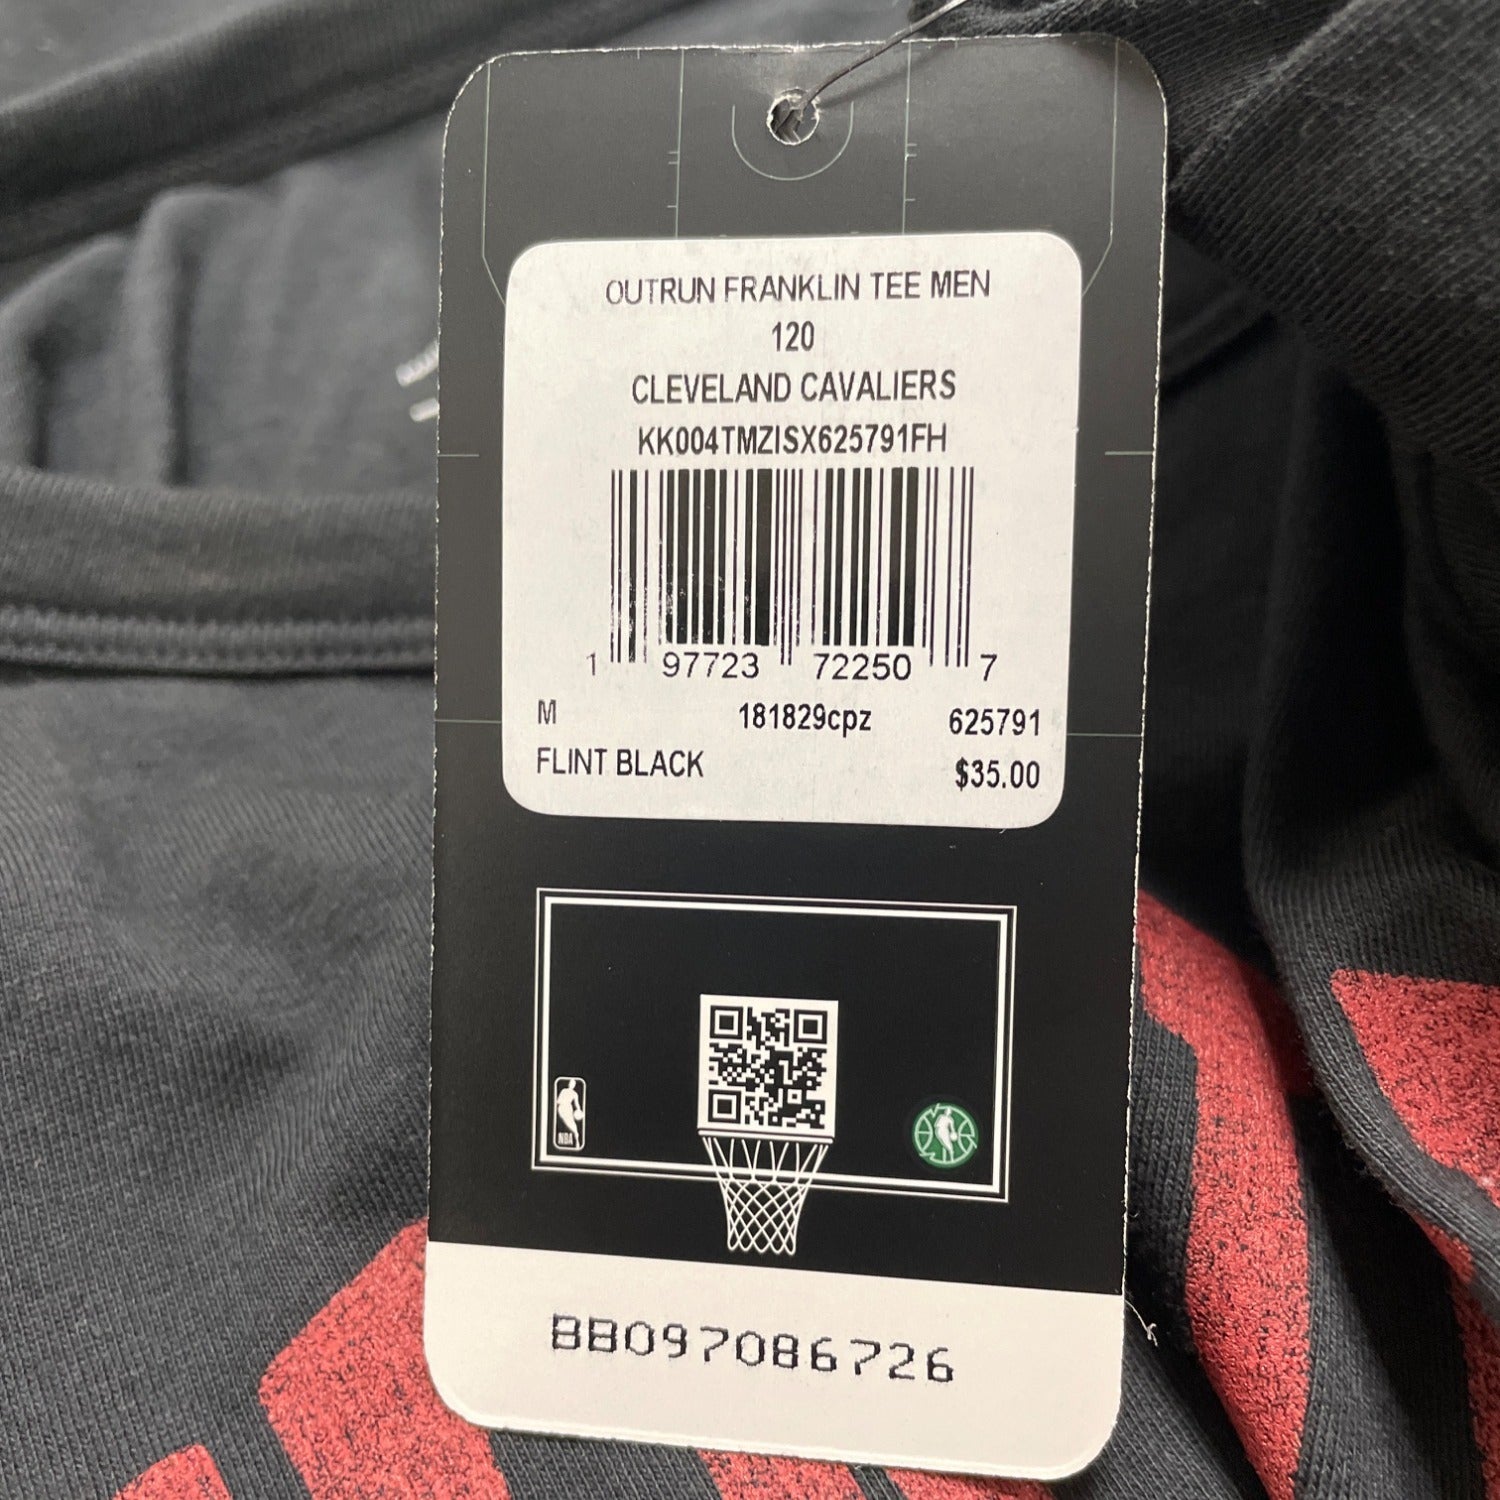 OUTRUN FRANKLIN TEE MEN
120
CLEVELAND CAVALIERS
KK004TMZISX625791FH
1 97723 72250 7
M 181829cpz 625791
FLINT BLACK $35.00
NBA
BB097086726